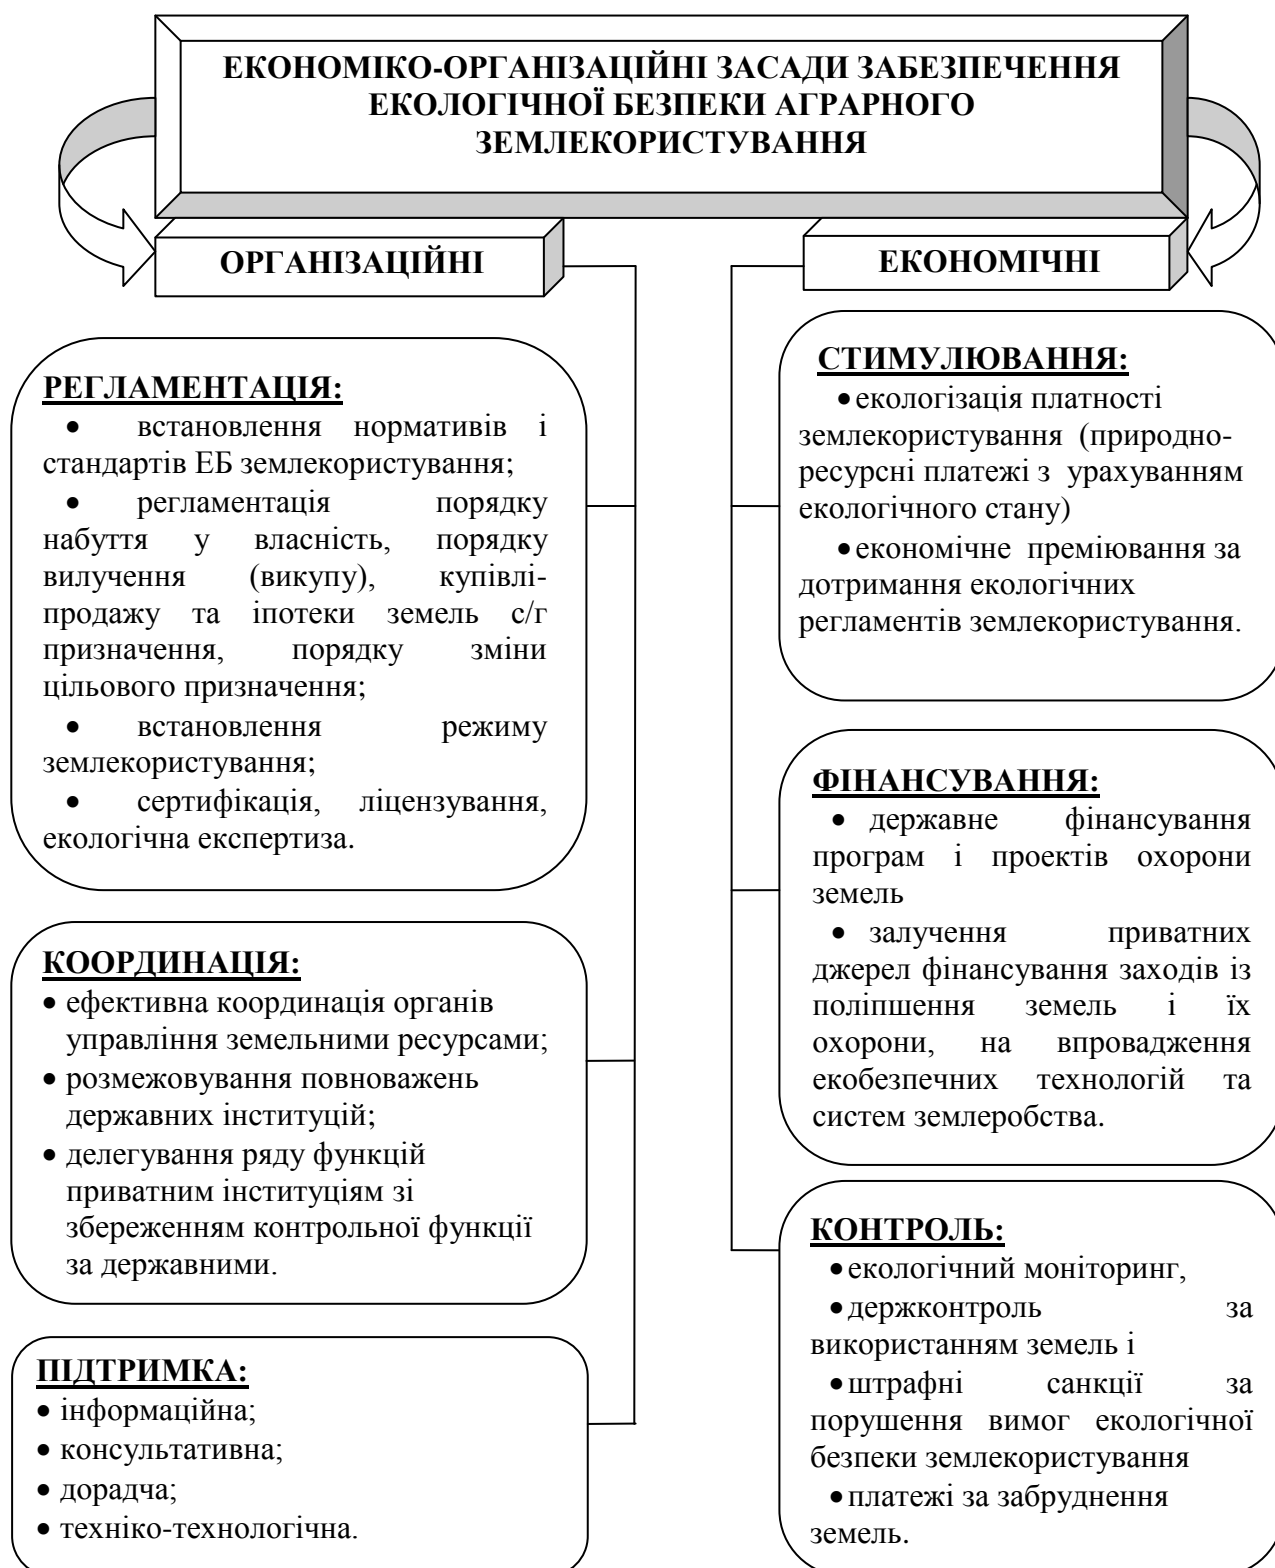 ЕКОНОМІКО-ОРГАНІЗАЦІЙНІ ЗАСАДИ ЗАБЕЗПЕЧЕННЯ
ЕКОЛОГІЧНОЇ БЕЗПЕКИ АГРАРНОГО
ЗЕМЛЕКОРИСТУВАННЯ
ОРГАНІЗАЦІЙНІ
РЕГЛАМЕНТАЦІЯ:
• встановлення нормативів і
стандартів ЕБ землекористування;
• регламентація порядку
набуття у власність, порядку
вилучення (викупу), купівлі-
продажу та іпотеки земель с/г
призначення, порядку зміни
цільового призначення;
• встановлення режиму
землекористування;
• сертифікація, ліцензування,
екологічна експертиза.
КООРДИНАЦІЯ:
• ефективна координація органів
управління земельними ресурсами;
• розмежовування повноважень
державних інституцій;
• делегування ряду функцій
приватним інституціям зі
збереженням контрольної функції
за державними.
ПІДТРИМКА:
• інформаційна;
• консультативна;
• дорадча;
• техніко-технологічна.
ЕКОНОМІЧНІ
СТИМУЛЮВАННЯ:
• екологізація платності
землекористування (природно-
ресурсні платежі з урахуванням
екологічного стану)
• економічне преміювання за
дотримання екологічних
регламентів землекористування.
ФІНАНСУВАННЯ:
• державне фінансування
програм і проектів охорони
земель
• залучення приватних
джерел фінансування заходів із
поліпшення земель і їх
охорони, на впровадження
екобезпечних технологій та
систем землеробства.
КОНТРОЛЬ:
• екологічний моніторинг,
• держконтроль за
використанням земель і
• штрафні санкції за
порушення вимог екологічної
безпеки землекористування
• платежі за забруднення
земель.